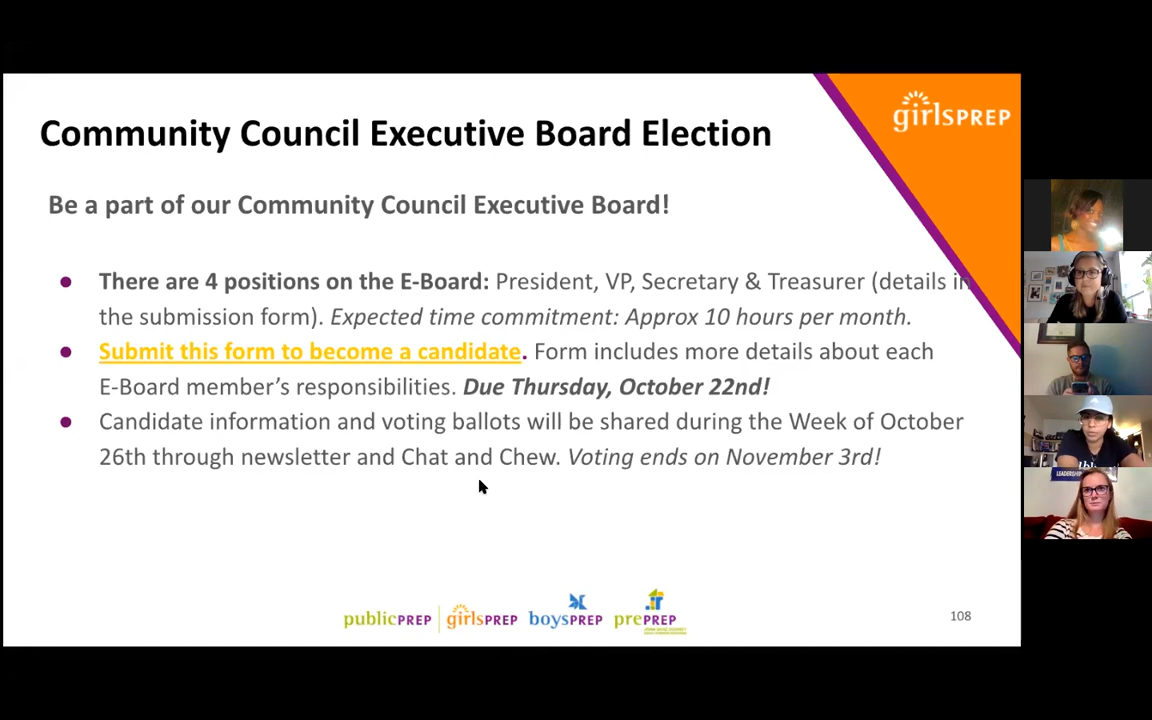 girlsPREP
Community Council Executive Board Election
Be a part of our Community Council Executive Board!
● There are 4 positions on the E-Board: President, VP, Secretary & Treasurer (details in
the submission form). Expected time commitment: Approx 10 hours per month.
● Submit this form to become a candidate. Form includes more details about each
E-Board member’s responsibilities. Due Thursday, October 22nd!
● Candidate information and voting ballots will be shared during the Week of October
26th through newsletter and Chat and Chew. Voting ends on November 3rd!
publicPREP girlsPREP boysPREP prePREP
108
LEADERSHIP